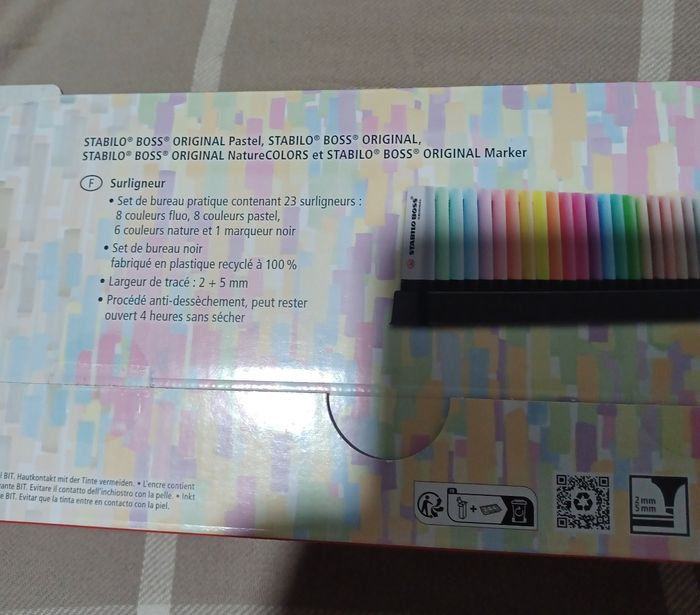 STABILO® BOSS® ORIGINAL Pastel, STABILO® BOSS® ORIGINAL,
STABILO® BOSS® ORIGINAL NatureCOLORS et STABILO® BOSS® ORIGINAL Marker
F Surligneur
• Set de bureau pratique contenant 23 surligneurs :
8 couleurs fluo, 8 couleurs pastel,
6 couleurs nature et 1 marqueur noir
• Set de bureau noir
fabriqué en plastique recyclé à 100 %
• Largeur de tracé : 2 + 5 mm
• Procédé anti-dessèchement, peut rester
ouvert 4 heures sans sécher
STABILO BOSS
BIT. Hautkontakt mit der Tinte vermeiden. • L'encre contient
BIT. Evitare il contatto dell'inchiostro con la pelle. • Inkt
BIT. Evitar que la tinta entre en contacto con la piel.
2 mm
5 mm